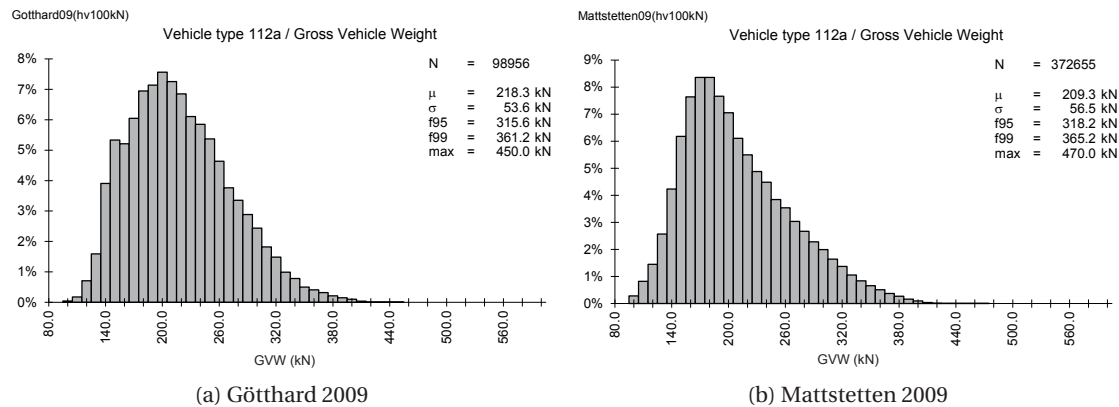 Gotthard09(hv100kN)
Vehicle type 112a / Gross Vehicle Weight
N = 98956
μ = 218.3 kN
σ = 53.6 kN
f95 = 315.6 kN
f99 = 361.2 kN
max = 450.0 kN
8%
7%
6%
5%
4%
3%
2%
1%
0%
80.0 140.0 200.0 260.0 320.0 380.0 440.0 500.0 560.0
GVW (kN)
(a) Götthard 2009
Mattstetten09(hv100kN)
Vehicle type 112a / Gross Vehicle Weight
N = 372655
μ = 209.3 kN
σ = 56.5 kN
f95 = 318.2 kN
f99 = 365.2 kN
max = 470.0 kN
9%
8%
7%
6%
5%
4%
3%
2%
1%
0%
80.0 140.0 200.0 260.0 320.0 380.0 440.0 500.0 560.0
GVW (kN)
(b) Mattstetten 2009